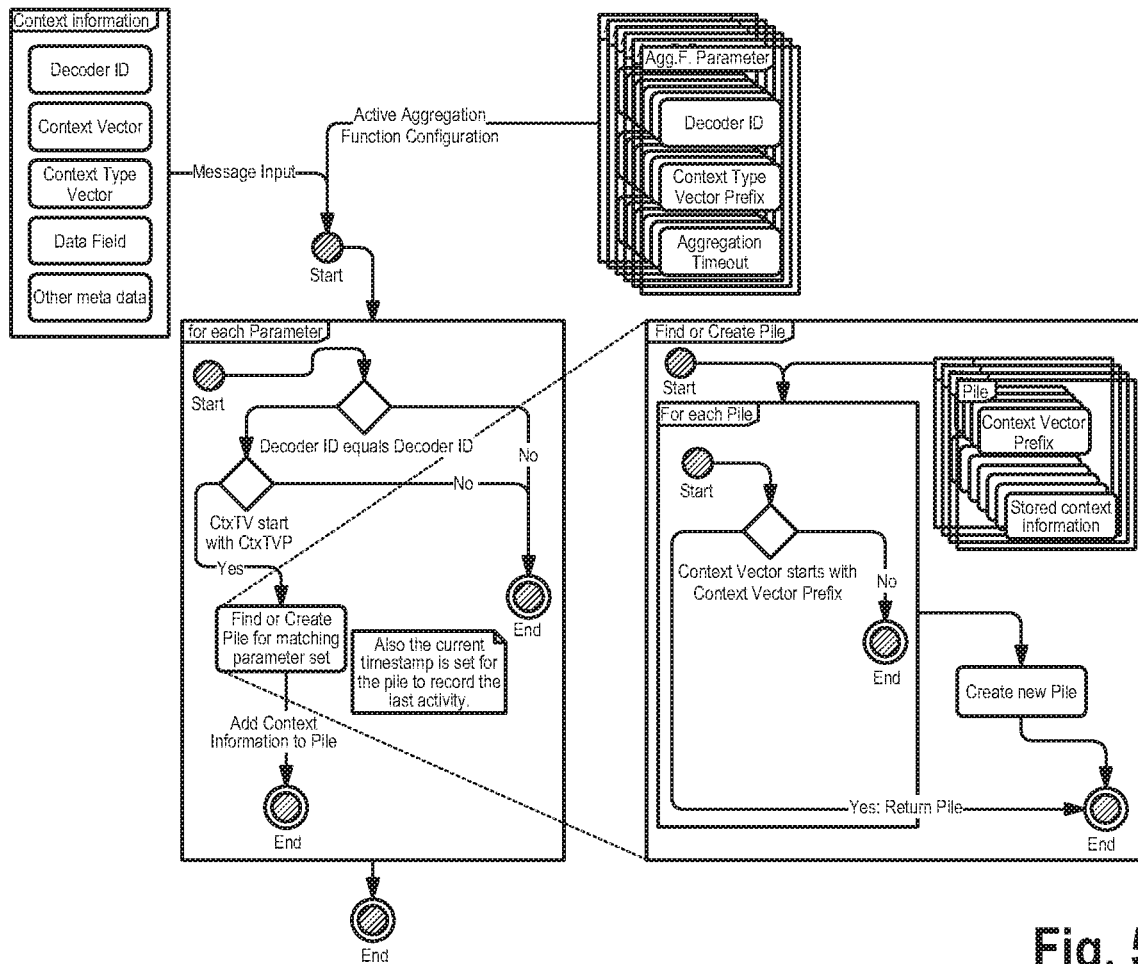 Context information
Decoder ID
Context Vector
Context Type
Vector
Data Field
Other meta data
Message Input
Active Aggregation
Function Configuration
Agg.F. Parameter
Decoder ID
Context Type
Vector Prefix
Aggregation
Timeout
Start
for each Parameter
Start
Decoder ID equals Decoder ID
No
No
CtxTV start
with CtxTVP
Yes
Find or Create
Pile for matching
parameter set
Also the current
timestamp is set for
the pile to record the
last activity.
End
Add Context
Information to Pile
End
End
Find or Create Pile
Start
Pile
Context Vector
Prefix
Stored context
information
For each Pile
Start
Context Vector starts with
Context Vector Prefix
No
End
Create new Pile
Yes: Return Pile
End
Fig. 5